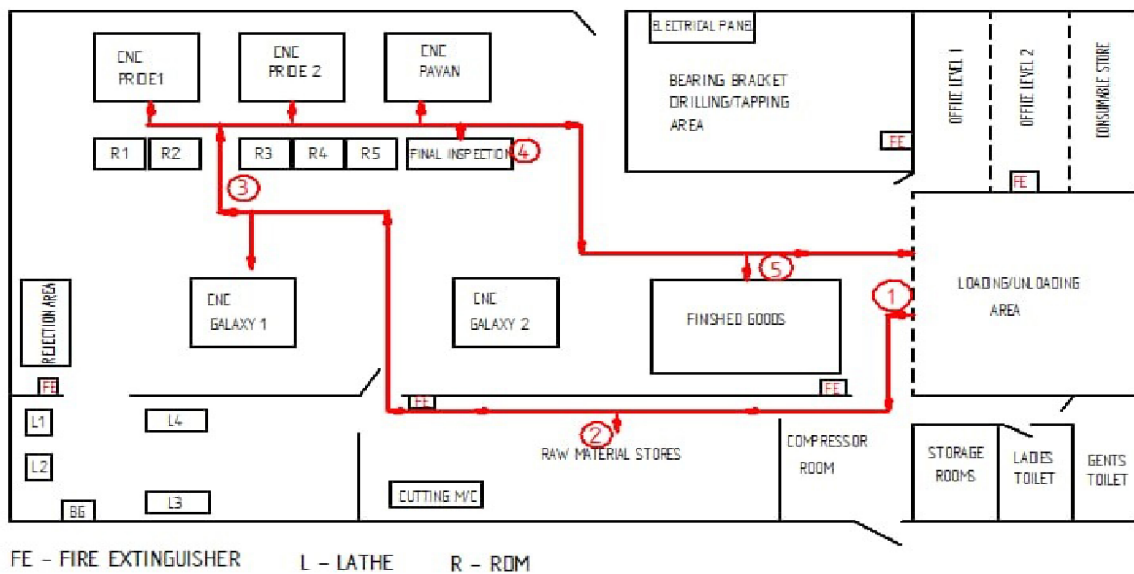 ELECTRICAL PANEL
CNC
PRIDE1
CNC
PRIDE 2
CNC
PAVAN
BEARING BRACKET
DRILLING/TAPPING
AREA
OFFICE LEVEL 1
OFFICE LEVEL 2
CONSUMABLE STORE
FE
R1
R2
R3
R4
R5
FINAL INSPECTION
4
3
FE
5
1
LOADING/UNLOADING
AREA
REJECTION AREA
CNC
GALAXY 1
CNC
GALAXY 2
FINISHED GOODS
FE
FE
FE
L1
L4
2
L2
RAW MATERIAL STORES
COMPRESSOR
ROOM
STORAGE
ROOMS
LADIES
TOILET
GENTS
TOILET
CUTTING M/C
L3
BG
FE - FIRE EXTINGUISHER
L - LATHE
R - RDM